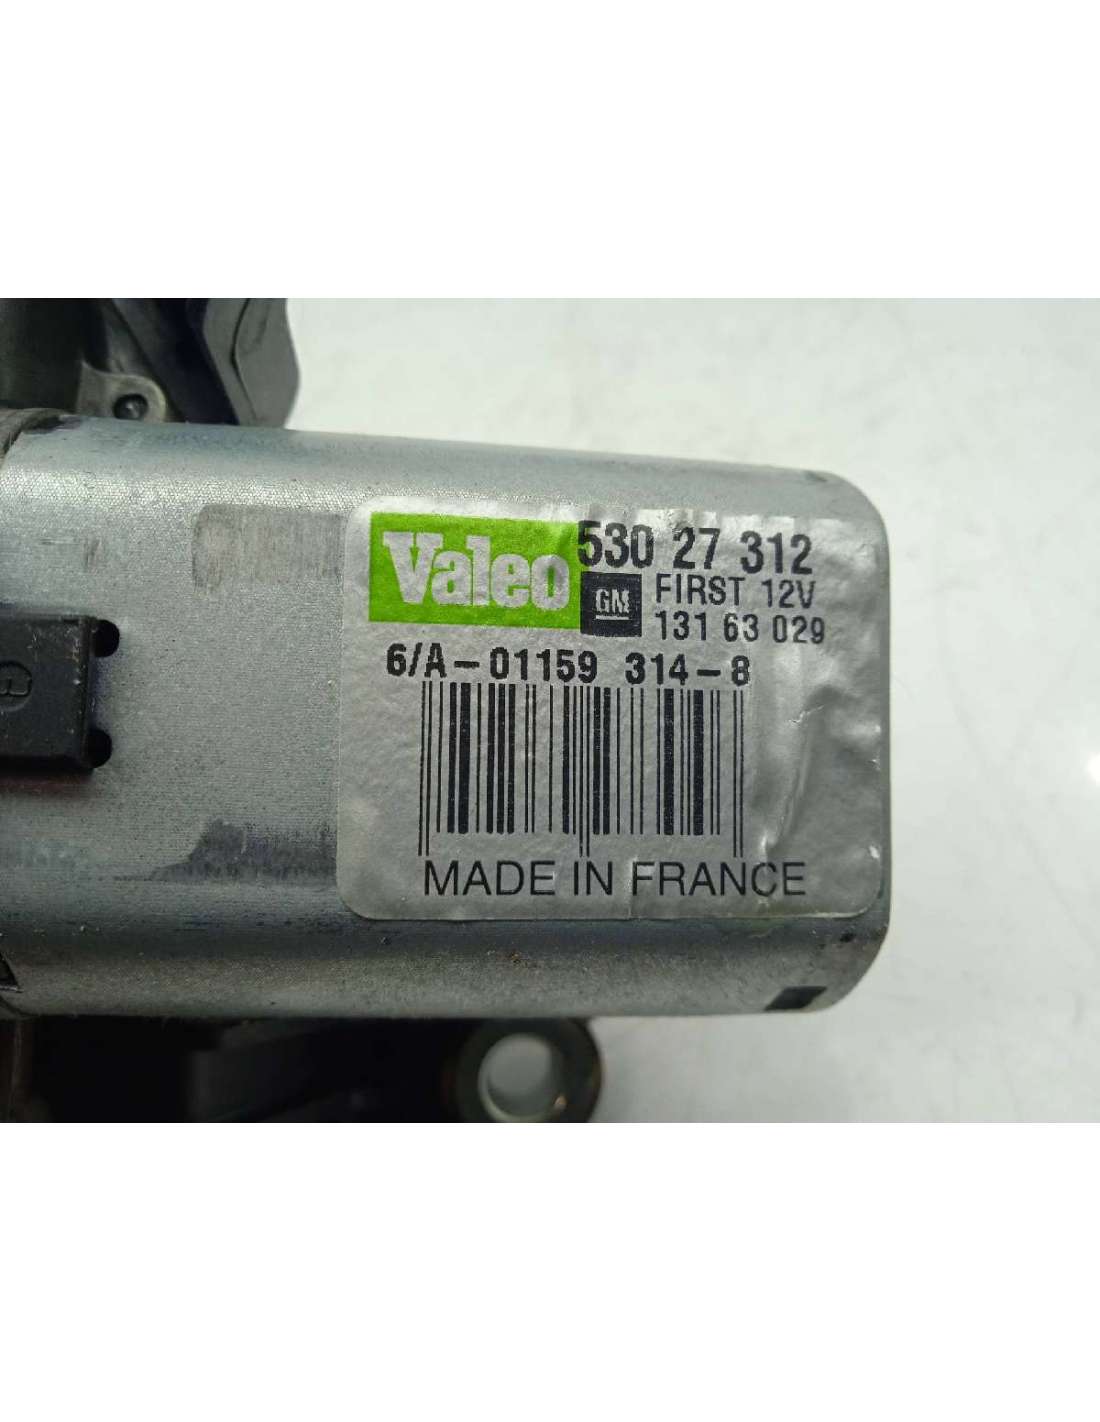 Valeo 530 27 312
GM FIRST 12V
131 63 029
6/A-01159 314-8
MADE IN FRANCE